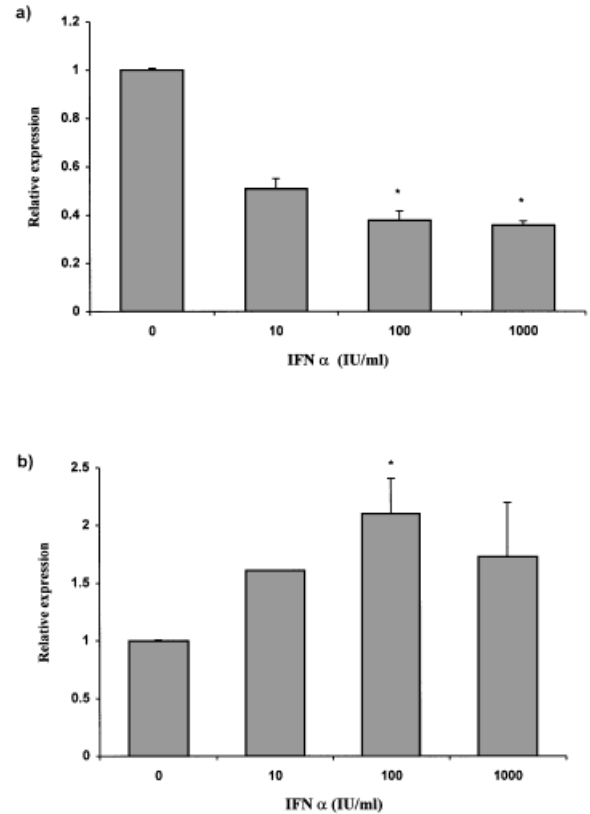 a)
1.2
1
0.8
0.6
0.4
0.2
0
Relative expression
* *
0 10 100 1000
IFN α (IU/ml)
b)
2.5
2
1.5
1
0.5
0
Relative expression
*
0 10 100 1000
IFN α (IU/ml)